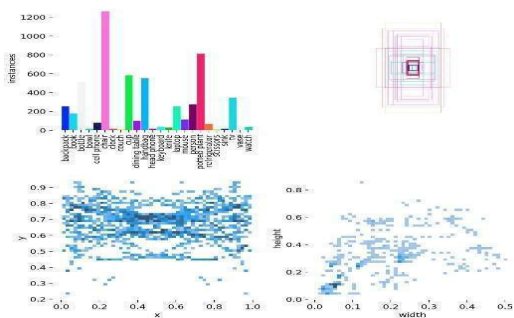 1200
1000
800
600
400
200
0
instances
backpack
book
bottle
bowl
cell phone
chair
clock
cup
dining table
handbag
head phone
keyboard
knife
laptop
mouse
person
potted plant
refrigerator
scissors
sink
tv
vase
watch
0.9
0.8
0.7
0.6
0.5
0.4
0.3
0.2
y
0.0 0.2 0.4 0.6 0.8 1.0
x
0.8
0.6
0.4
0.2
0.0
height
0.0 0.1 0.2 0.3 0.4 0.5
width